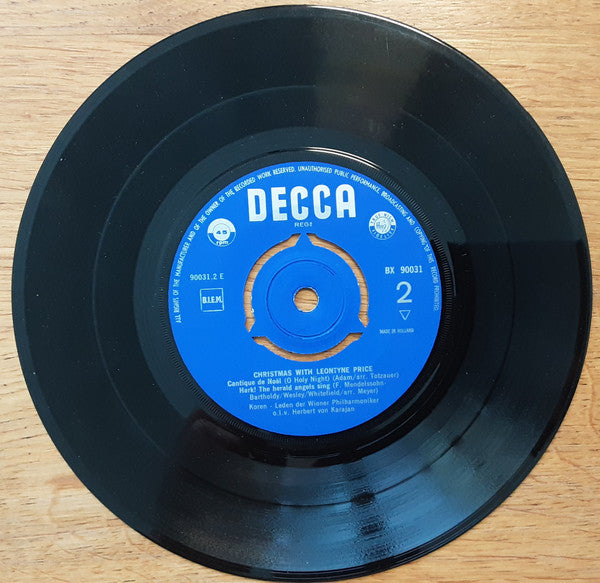 ALL RIGHTS OF THE MANUFACTURER AND OF THE OWNER OF THE RECORDED WORK RESERVED. UNAUTHORISED PUBLIC PERFORMANCE, BROADCASTING AND COPYING OF THIS RECORD PROHIBITED
DECCA
REGI
45
rpm
90031.2 E
BX 90031
B.I.E.M.
2
MADE IN HOLLAND
CHRISTMAS WITH LEONTYNE PRICE
Cantique de Noël (O Holy Night) (Adam/arr. Totzauer)
Hark! The herald angels sing (F. Mendelssohn-
Bartholdy/Wesley/Whitefield/arr. Meyer)
Koren - Leden der Wiener Philharmoniker
o.l.v. Herbert von Karajan